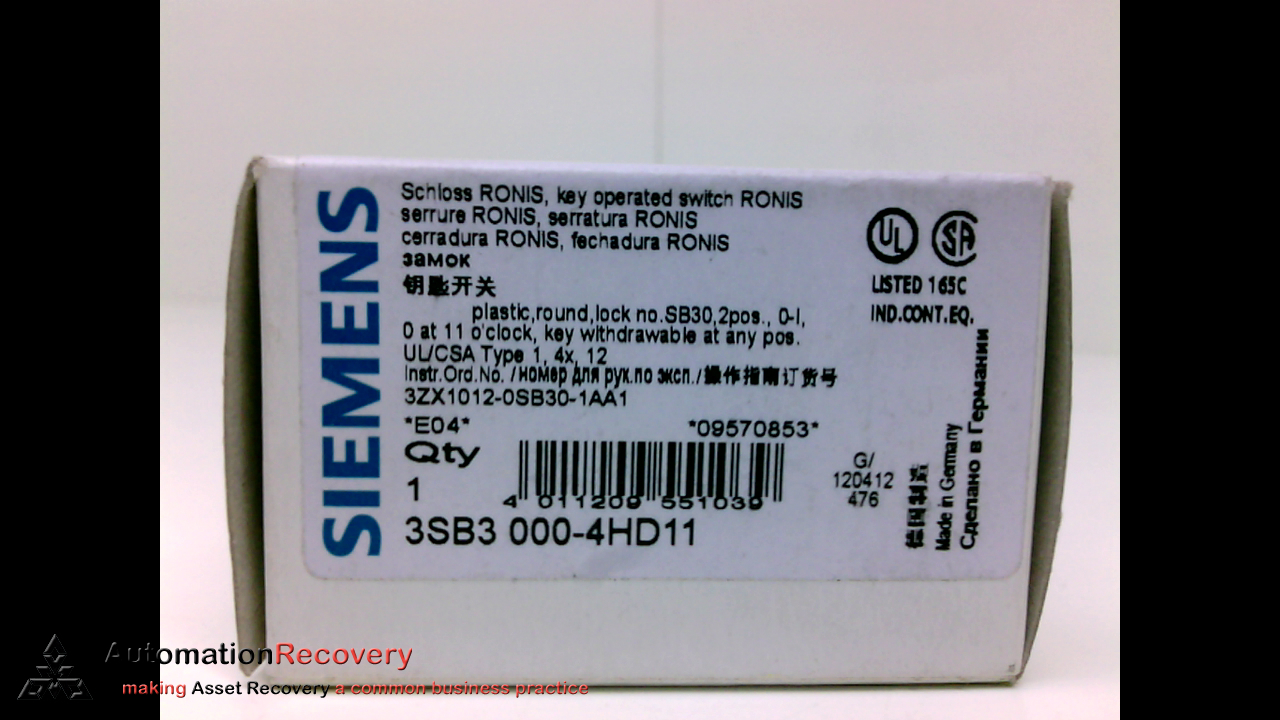 SIEMENS
Schloss RONIS, key operated switch RONIS
serrure RONIS, serratura RONIS
cerradura RONIS, fechadura RONIS
замок
钥匙开关
plastic,round,lock no.SB30,2pos., 0-I,
0 at 11 o'clock, key withdrawable at any pos.
UL/CSA Type 1, 4x, 12
Instr.Ord.No. /номер для рук.по эксп./操作指南订货号
3ZX1012-0SB30-1AA1
*E04* *09570853*
Qty
1
4 011209 551039
3SB3 000-4HD11
UL SA
LISTED 165C
IND.CONT.EQ.
G/
120412
476
德国制造
Made in Germany
Сделано в Германии
AutomationRecovery
making Asset Recovery a common business practice